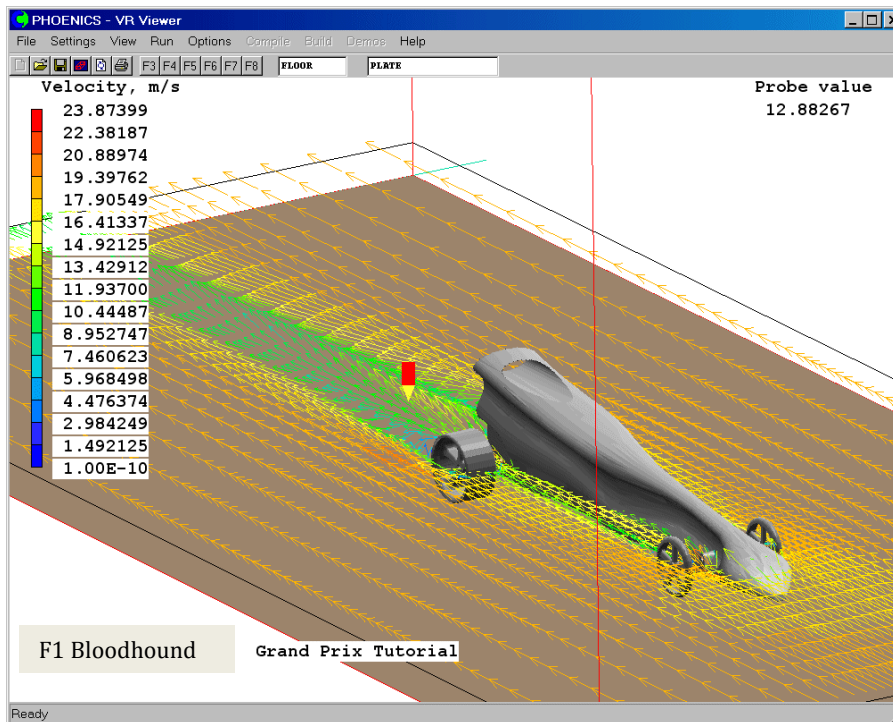 PHOENICS - VR Viewer
File Settings View Run Options Compile Build Demos Help
F3 F4 F5 F6 F7 F8 FLOOR PLATE
Velocity, m/s
23.87399
22.38187
20.88974
19.39762
17.90549
16.41337
14.92125
13.42912
11.93700
10.44487
8.952747
7.460623
5.968498
4.476374
2.984249
1.492125
1.00E-10
Probe value
12.88267
F1 Bloodhound
Grand Prix Tutorial
Ready